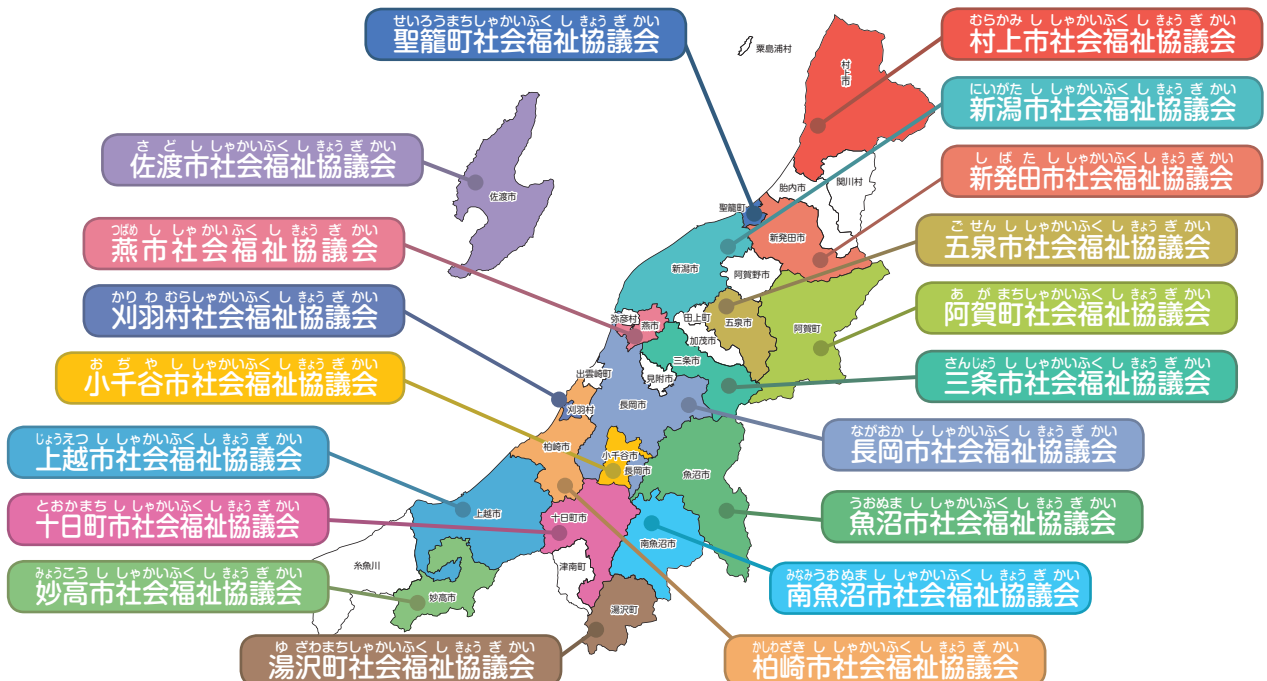 せいろうまちしゃかいふくしきょうぎかい
聖籠町社会福祉協議会
むらかみししゃかいふくしきょうぎかい
村上市社会福祉協議会
粟島浦村
村上市
にいがたししゃかいふくしきょうぎかい
新潟市社会福祉協議会
さどししゃかいふくしきょうぎかい
佐渡市社会福祉協議会
佐渡市
しばたししゃかいふくしきょうぎかい
新発田市社会福祉協議会
胎内市
関川村
聖籠町
つばめししゃかいふくしきょうぎかい
燕市社会福祉協議会
新発田市
ごせんししゃかいふくしきょうぎかい
五泉市社会福祉協議会
新潟市
阿賀野市
かりわむらしゃかいふくしきょうぎかい
刈羽村社会福祉協議会
あがまちしゃかいふくしきょうぎかい
阿賀町社会福祉協議会
弥彦村
燕市
田上町
五泉市
阿賀町
加茂市
おぢやししゃかいふくしきょうぎかい
小千谷市社会福祉協議会
三条市
さんじょうししゃかいふくしきょうぎかい
三条市社会福祉協議会
出雲崎町
見附市
刈羽村
長岡市
じょうえつししゃかいふくしきょうぎかい
上越市社会福祉協議会
ながおかししゃかいふくしきょうぎかい
長岡市社会福祉協議会
柏崎市
小千谷市
長岡市
魚沼市
とおかまちししゃかいふくしきょうぎかい
十日町市社会福祉協議会
うおぬまししゃかいふくしきょうぎかい
魚沼市社会福祉協議会
上越市
十日町市
南魚沼市
糸魚川
津南町
みょうこうししゃかいふくしきょうぎかい
妙高市社会福祉協議会
みなみうおぬまししゃかいふくしきょうぎかい
南魚沼市社会福祉協議会
妙高市
湯沢町
ゆざわまちしゃかいふくしきょうぎかい
湯沢町社会福祉協議会
かしわざきししゃかいふくしきょうぎかい
柏崎市社会福祉協議会